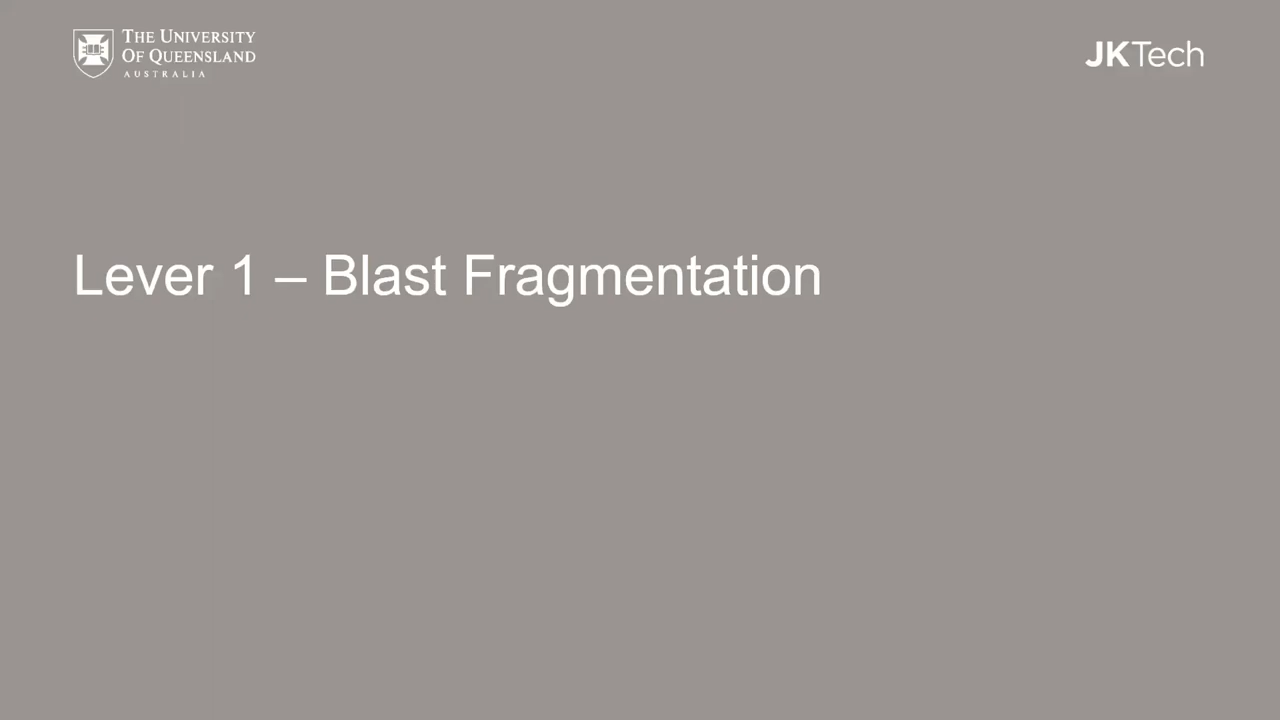 THE UNIVERSITY
OF QUEENSLAND
AUSTRALIA
JKTech
Lever 1 – Blast Fragmentation